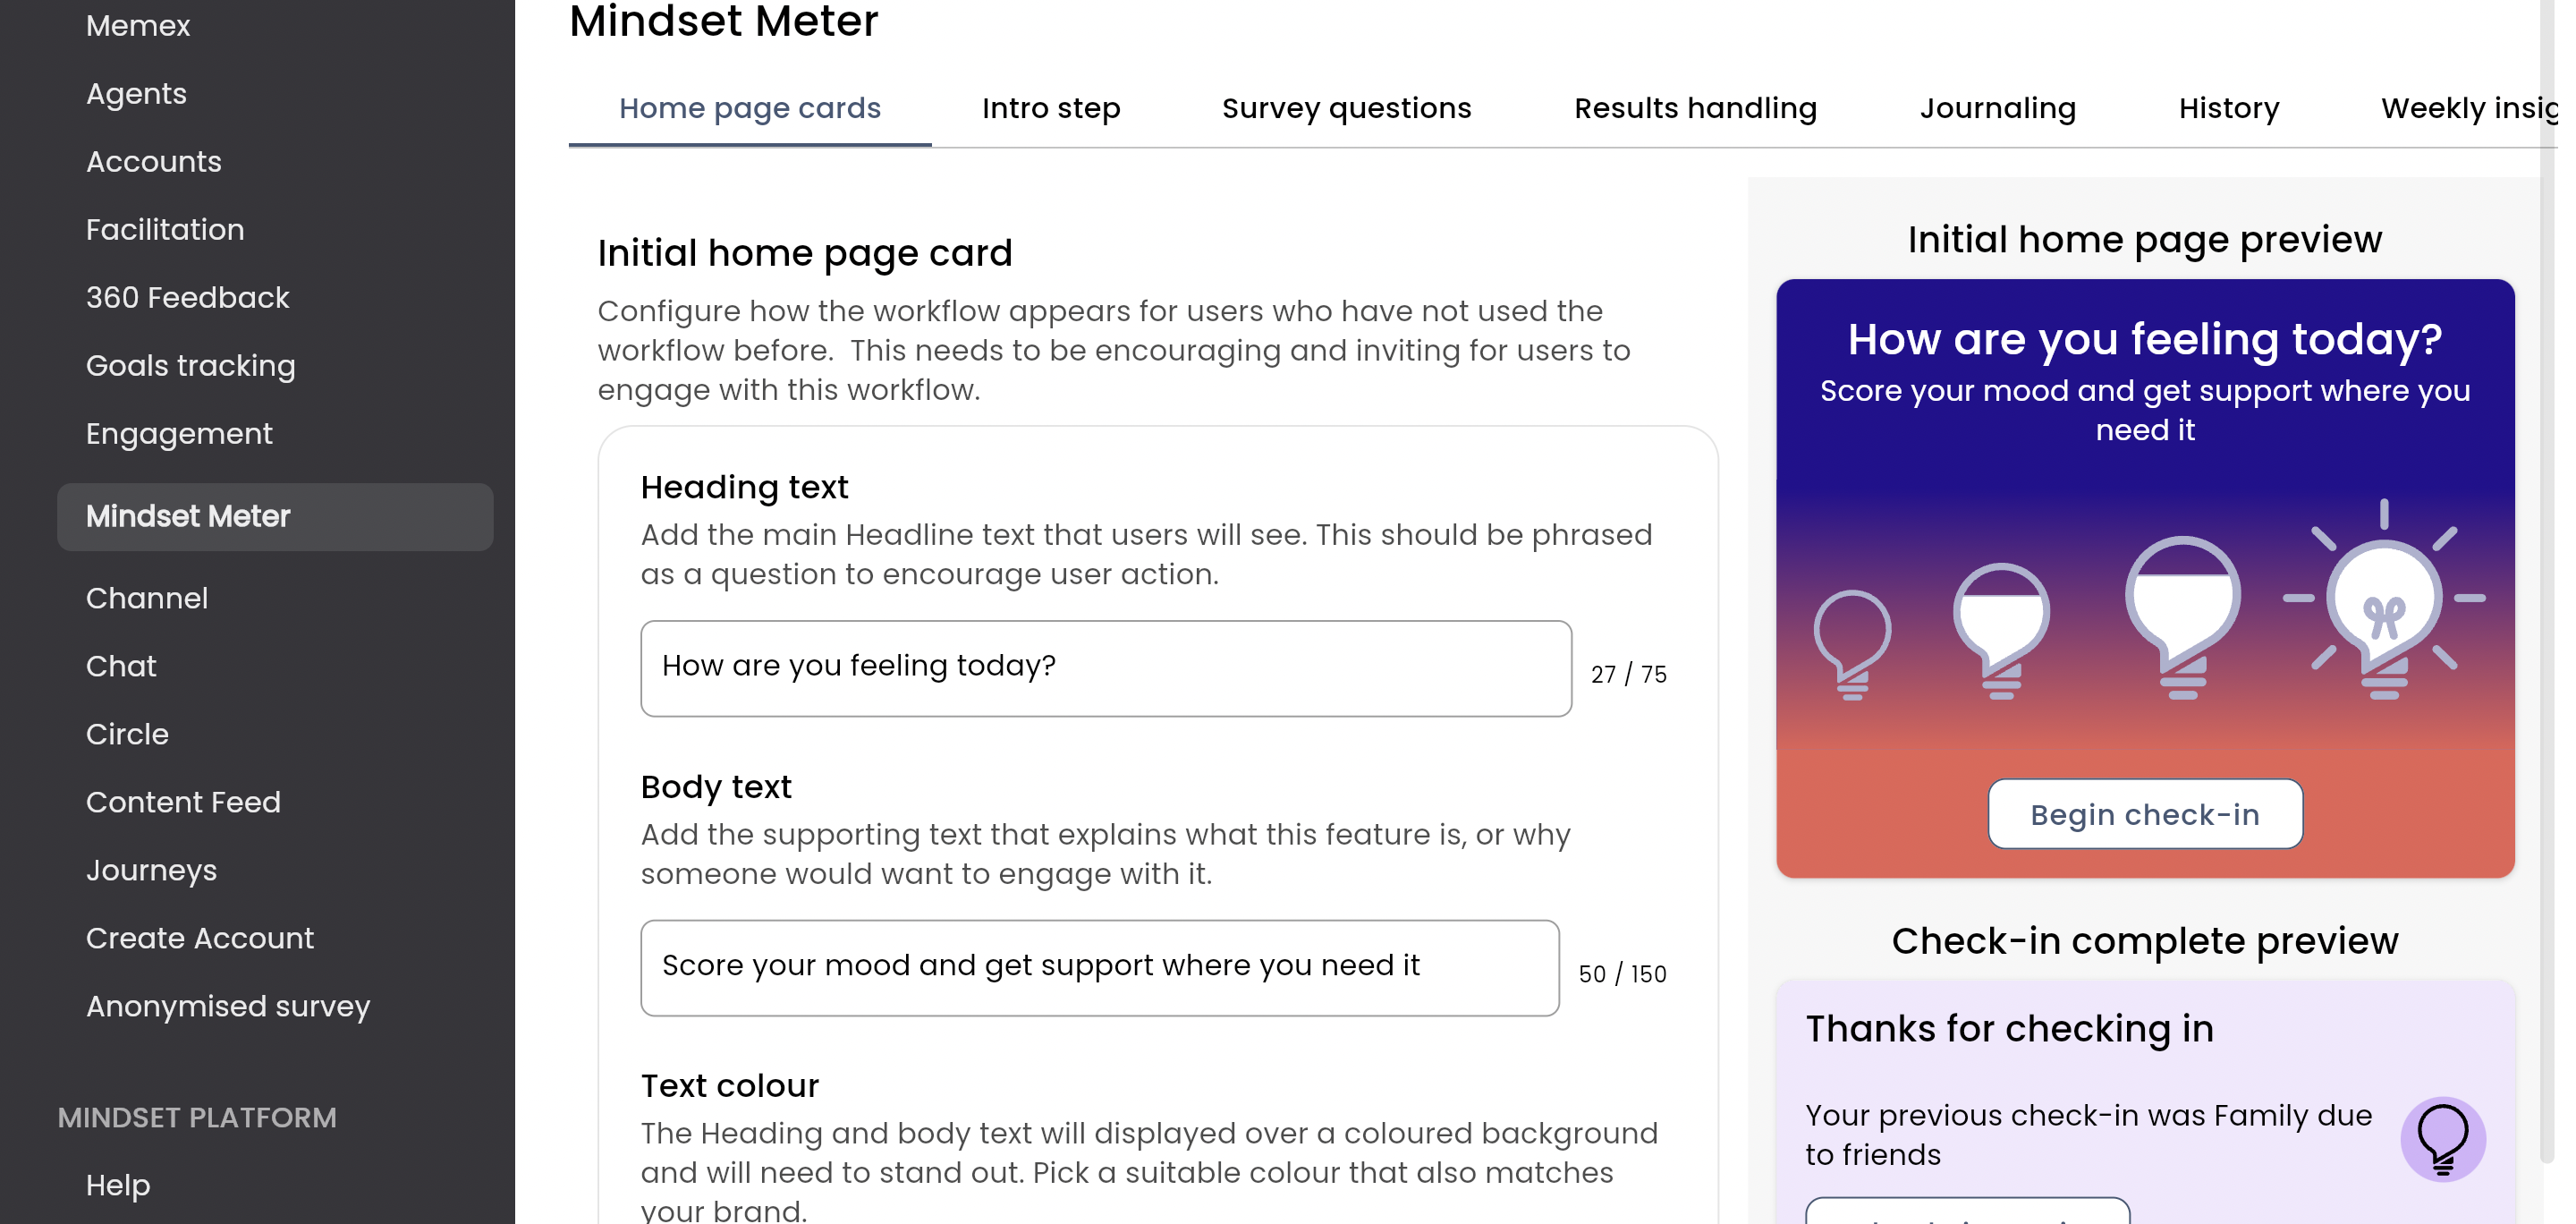 Memex
Agents
Accounts
Facilitation
360 Feedback
Goals tracking
Engagement
Mindset Meter
Channel
Chat
Circle
Content Feed
Journeys
Create Account
Anonymised survey
MINDSET PLATFORM
Help
Mindset Meter
Home page cards
Intro step
Survey questions
Results handling
Journaling
History
Weekly
Initial home page card
Configure how the workflow appears for users who have not used the
workflow before.  This needs to be encouraging and inviting for users to
engage with this workflow.
Heading text
Add the main Headline text that users will see. This should be phrased
as a question to encourage user action.
How are you feeling today?
27 / 75
Body text
Add the supporting text that explains what this feature is, or why
someone would want to engage with it.
Score your mood and get support where you need it
50 / 150
Text colour
The Heading and body text will displayed over a coloured background
and will need to stand out. Pick a suitable colour that also matches
your brand.
Initial home page preview
How are you feeling today?
Score your mood and get support where you
need it
Begin check-in
Check-in complete preview
Thanks for checking in
Your previous check-in was Family due
to friends